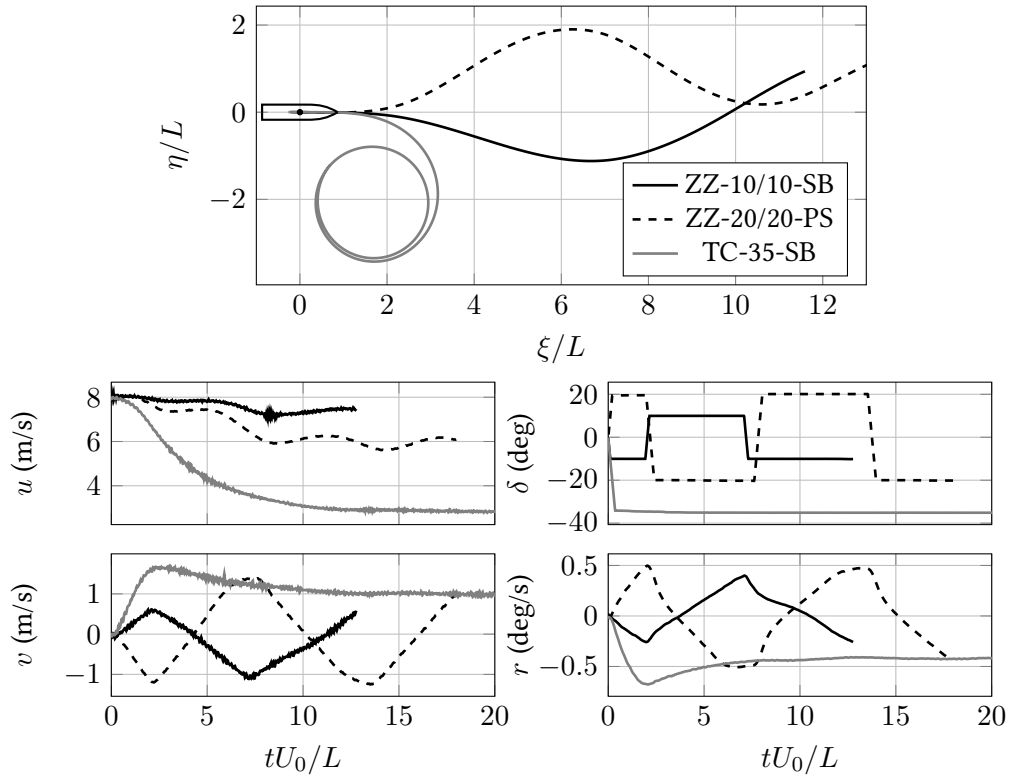 2
0
−2
η/L
ZZ-10/10-SB
ZZ-20/20-PS
TC-35-SB
0 2 4 6 8 10 12
ξ/L
8
6
4
u (m/s)
20
0
−20
−40
δ (deg)
1
0
−1
v (m/s)
0 5 10 15 20
tU₀/L
0.5
0
−0.5
r (deg/s)
0 5 10 15 20
tU₀/L